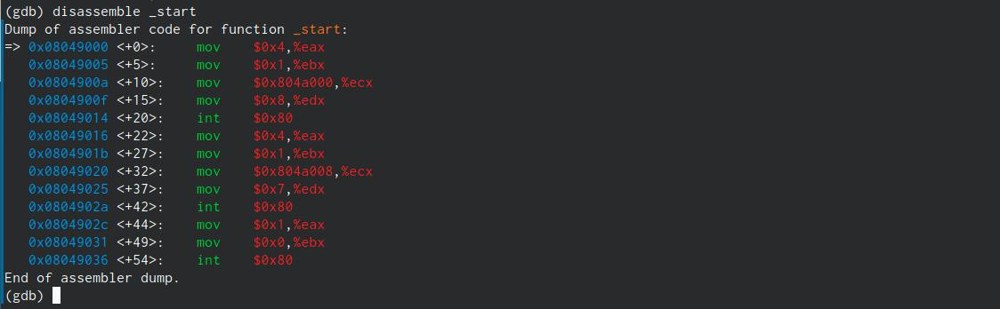 (gdb) disassemble _start
Dump of assembler code for function _start:
=> 0x08049000 <+0>:     mov    $0x4,%eax
   0x08049005 <+5>:     mov    $0x1,%ebx
   0x0804900a <+10>:    mov    $0x804a000,%ecx
   0x0804900f <+15>:    mov    $0x8,%edx
   0x08049014 <+20>:    int    $0x80
   0x08049016 <+22>:    mov    $0x4,%eax
   0x0804901b <+27>:    mov    $0x1,%ebx
   0x08049020 <+32>:    mov    $0x804a008,%ecx
   0x08049025 <+37>:    mov    $0x7,%edx
   0x0804902a <+42>:    int    $0x80
   0x0804902c <+44>:    mov    $0x1,%eax
   0x08049031 <+49>:    mov    $0x0,%ebx
   0x08049036 <+54>:    int    $0x80
End of assembler dump.
(gdb)